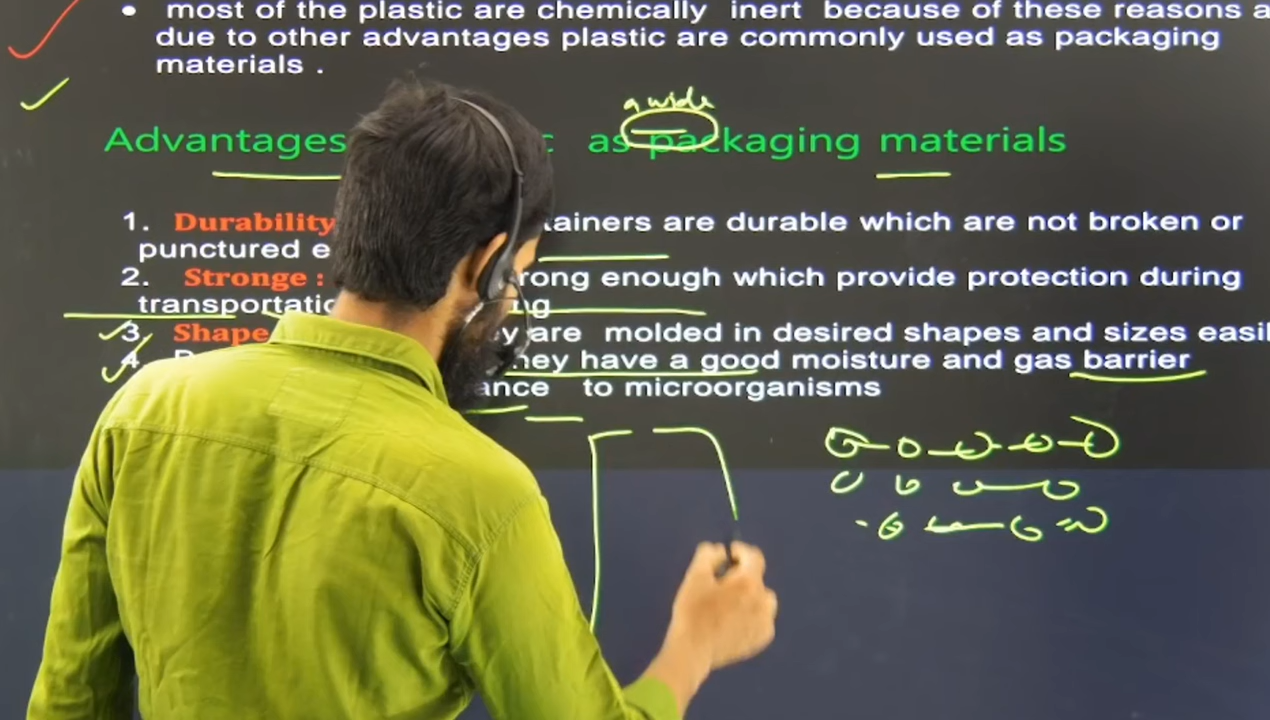 • most of the plastic are chemically inert because of these reasons a
due to other advantages plastic are commonly used as packaging
materials .
a wide
Advantages c as packaging materials
1. Durability tainers are durable which are not broken or
punctured e
2. Stronge : rong enough which provide protection during
transportatio ng
3. Shape ey are molded in desired shapes and sizes easil
4. hey have a good moisture and gas barrier
ance to microorganisms